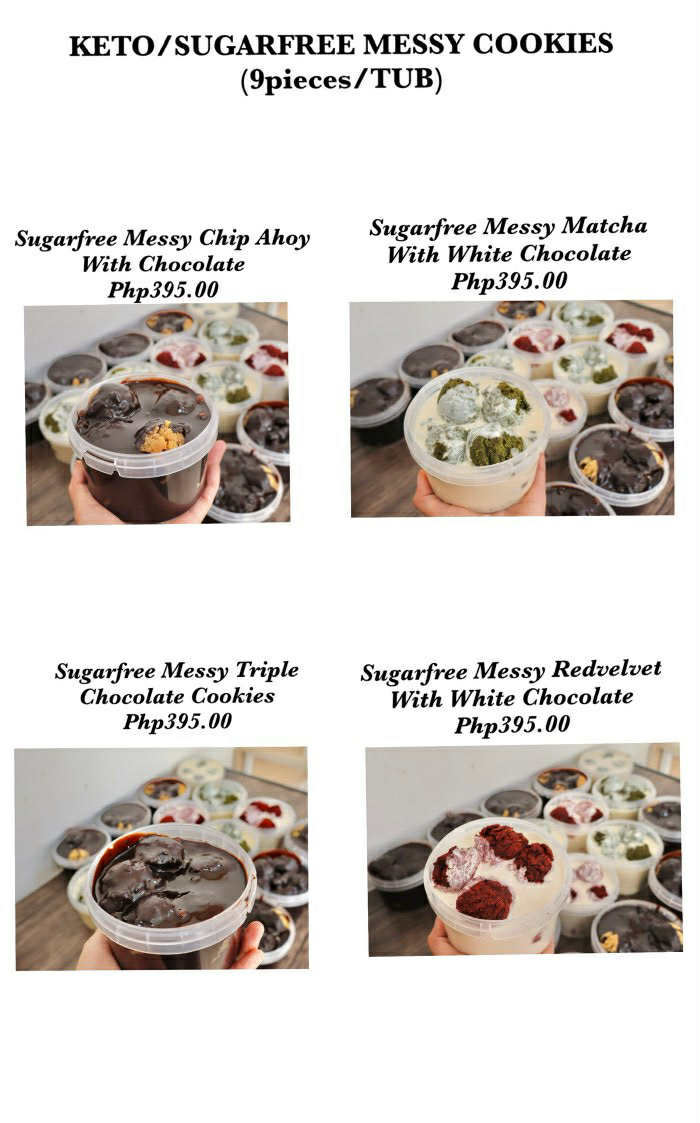 KETO/SUGARFREE MESSY COOKIES
(9pieces/TUB)
Sugarfree Messy Chip Ahoy
With Chocolate
Php395.00
Sugarfree Messy Matcha
With White Chocolate
Php395.00
Sugarfree Messy Triple
Chocolate Cookies
Php395.00
Sugarfree Messy Redvelvet
With White Chocolate
Php395.00